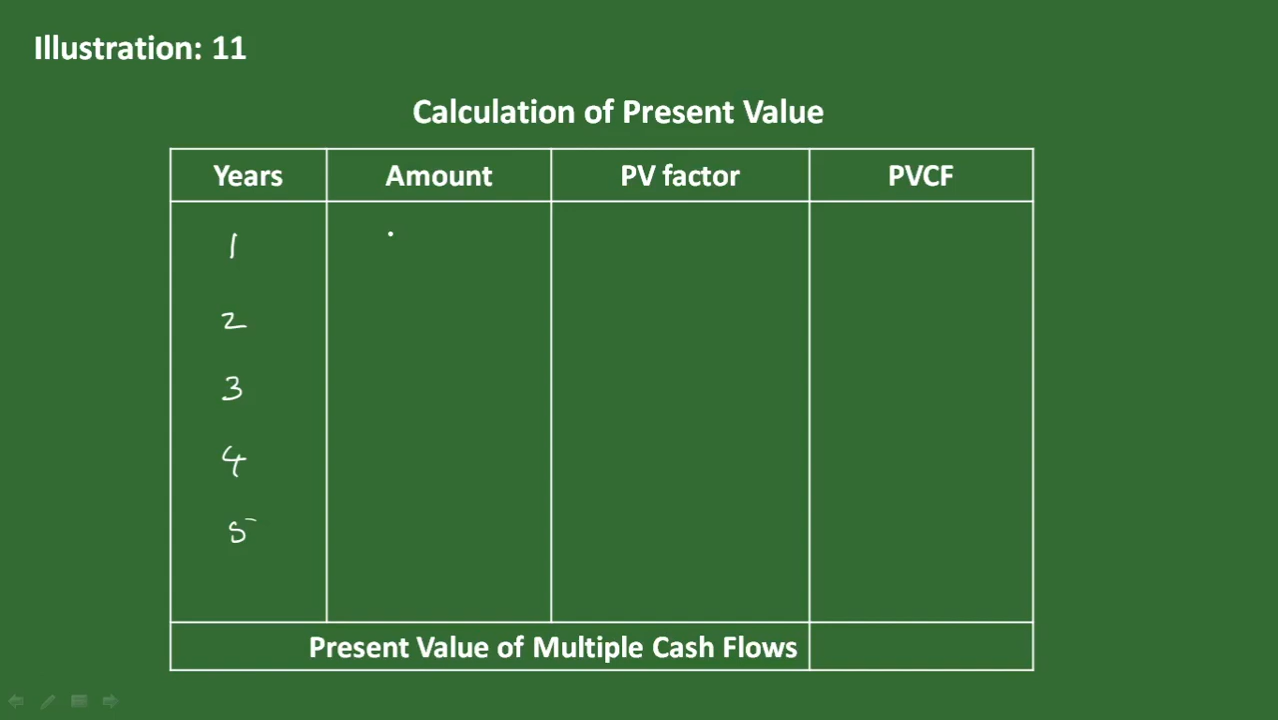 Illustration: 11
Calculation of Present Value
Years Amount PV factor PVCF
1
2
3
4
5
Present Value of Multiple Cash Flows